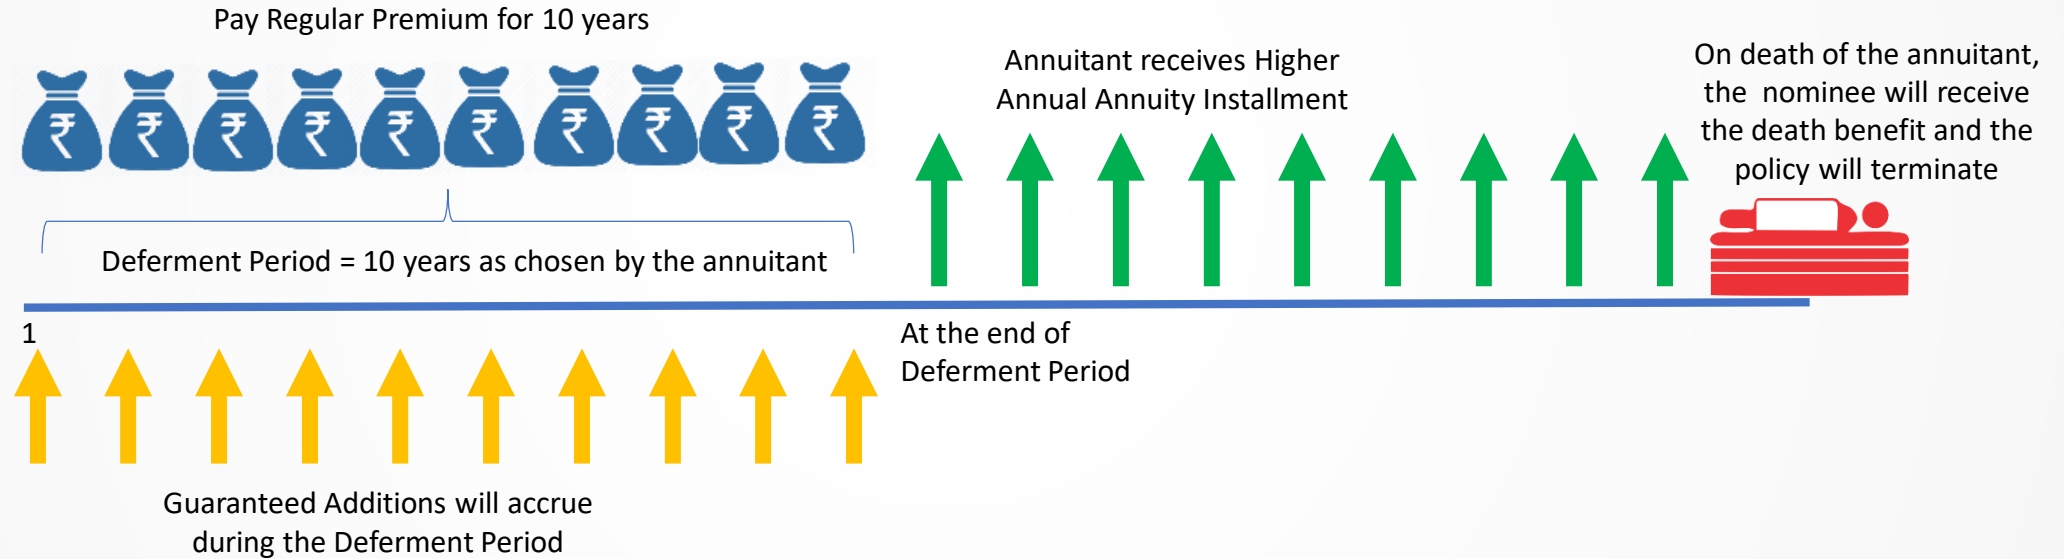 Pay Regular Premium for 10 years
₹ ₹ ₹ ₹ ₹ ₹ ₹ ₹ ₹ ₹
Deferment Period = 10 years as chosen by the annuitant
Annuitant receives Higher
Annual Annuity Installment
On death of the annuitant,
the nominee will receive
the death benefit and the
policy will terminate
1
At the end of
Deferment Period
Guaranteed Additions will accrue
during the Deferment Period